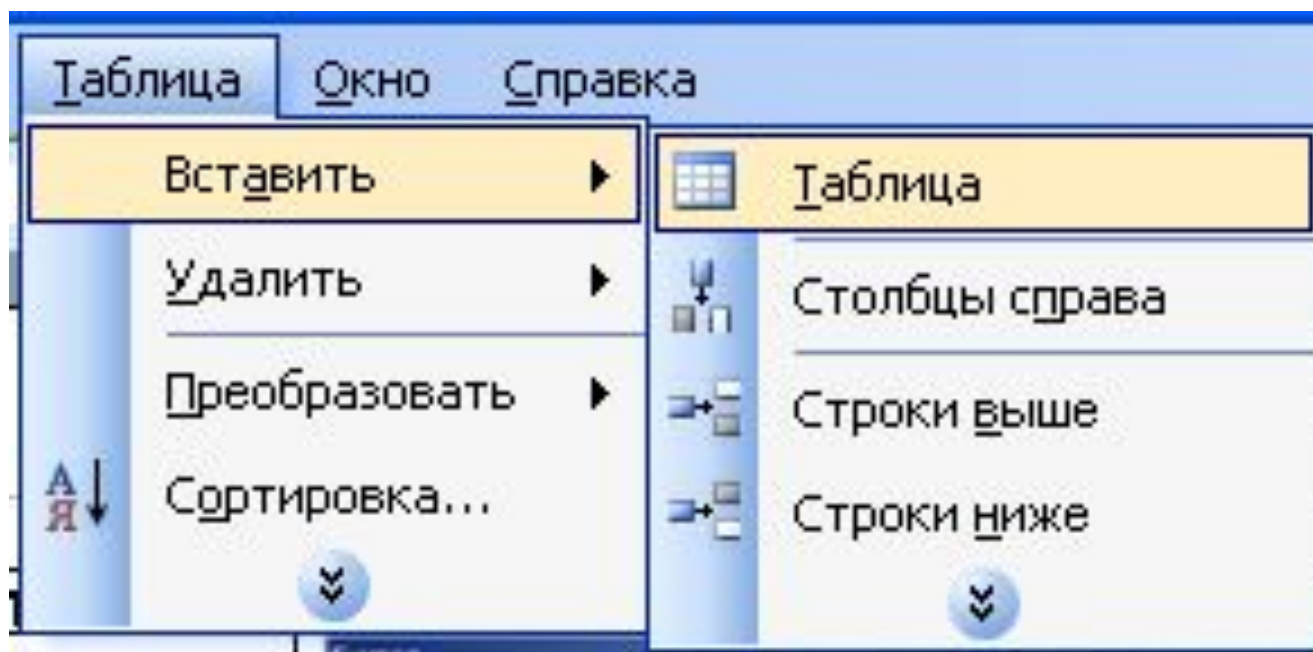 Таблица Окно Справка
Вставить
Удалить
Преобразовать
Сортировка...
Таблица
Столбцы справа
Строки выше
Строки ниже